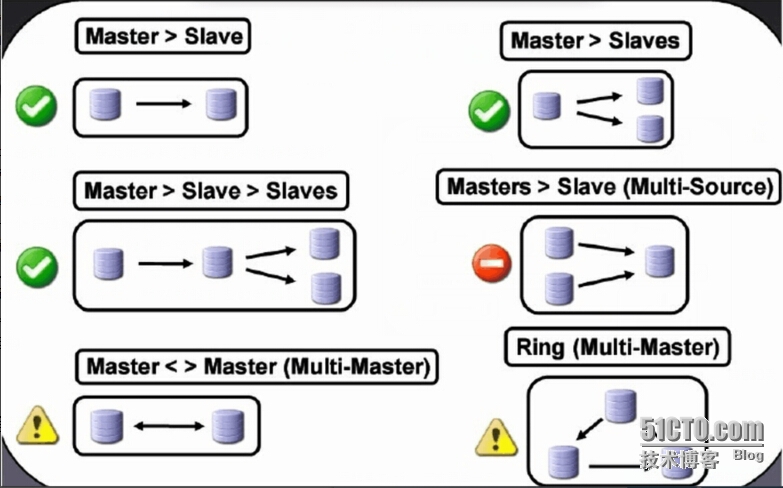 Master > Slave
Master > Slaves
Master > Slave > Slaves
Masters > Slave (Multi-Source)
Master < > Master (Multi-Master)
Ring (Multi-Master)
51CTO.com
技术博客 Blog